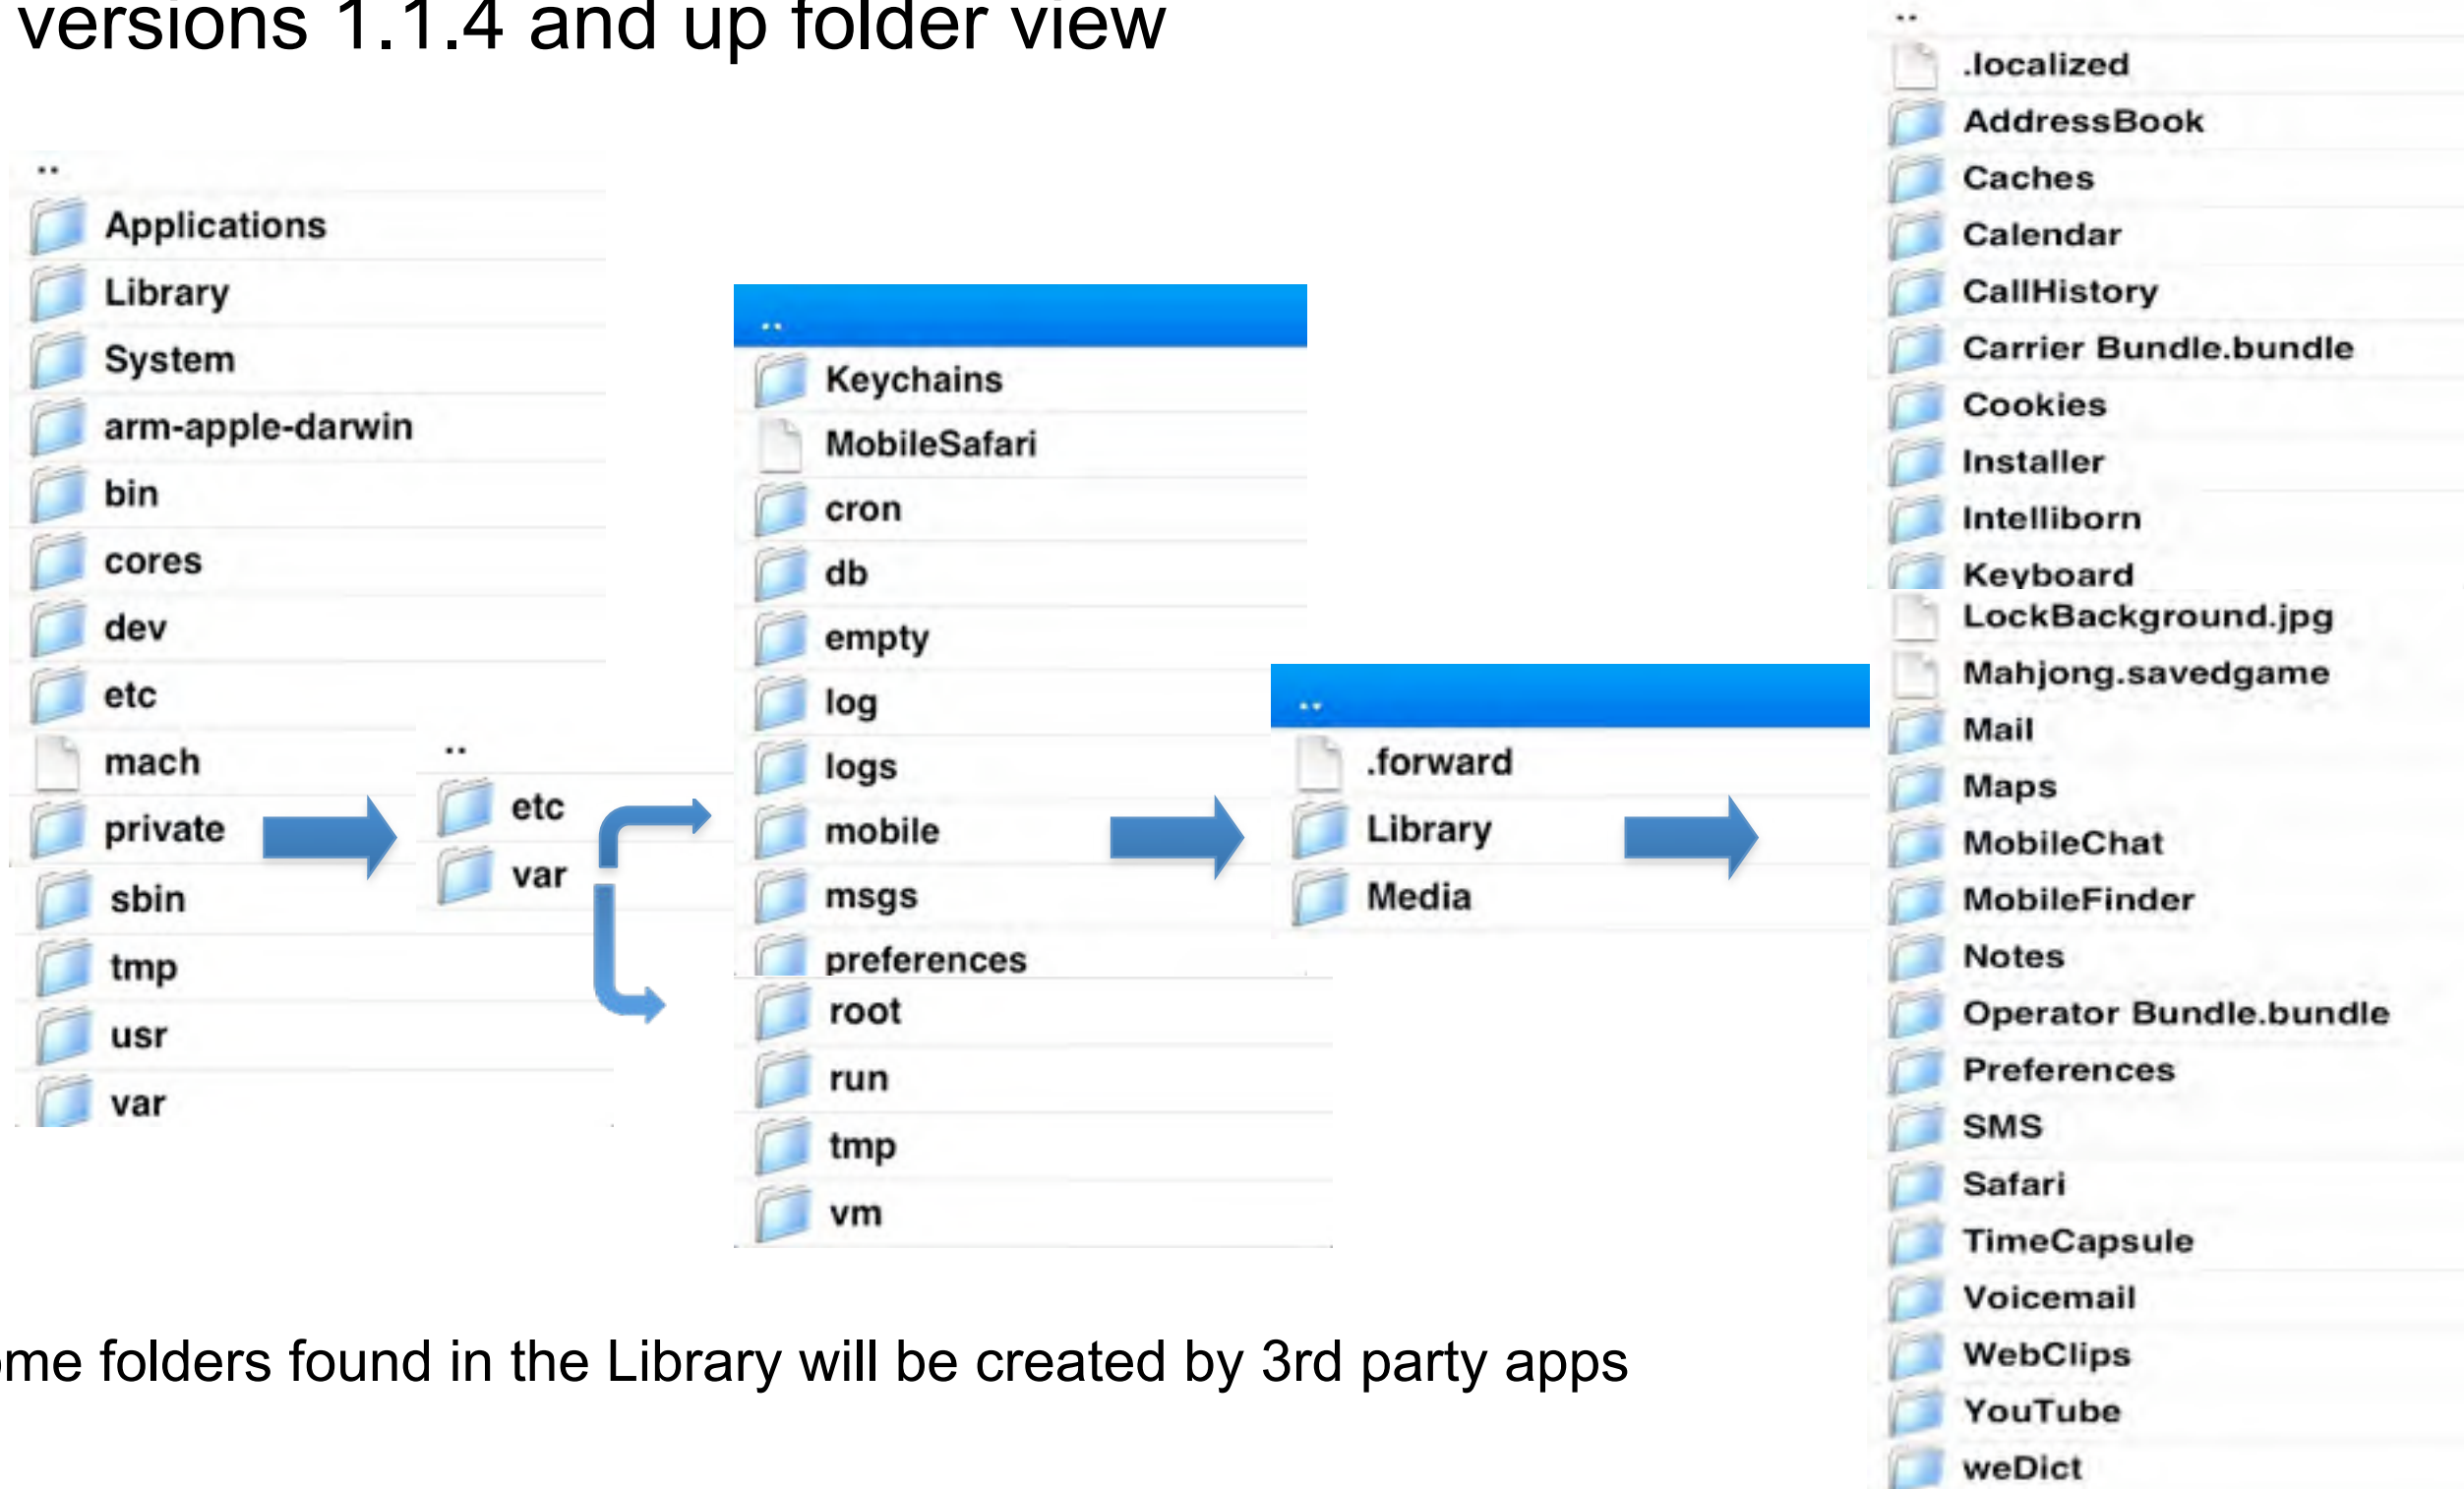 versions 1.1.4 and up folder view
..
Applications
Library
System
arm-apple-darwin
bin
cores
dev
etc
mach
private
sbin
tmp
usr
var
..
etc
var
..
Keychains
MobileSafari
cron
db
empty
log
logs
mobile
msgs
preferences
root
run
tmp
vm
..
.forward
Library
Media
..
.localized
AddressBook
Caches
Calendar
CallHistory
Carrier Bundle.bundle
Cookies
Installer
Intelliborn
Keyboard
LockBackground.jpg
Mahjong.savedgame
Mail
Maps
MobileChat
MobileFinder
Notes
Operator Bundle.bundle
Preferences
SMS
Safari
TimeCapsule
Voicemail
WebClips
YouTube
weDict
me folders found in the Library will be created by 3rd party apps